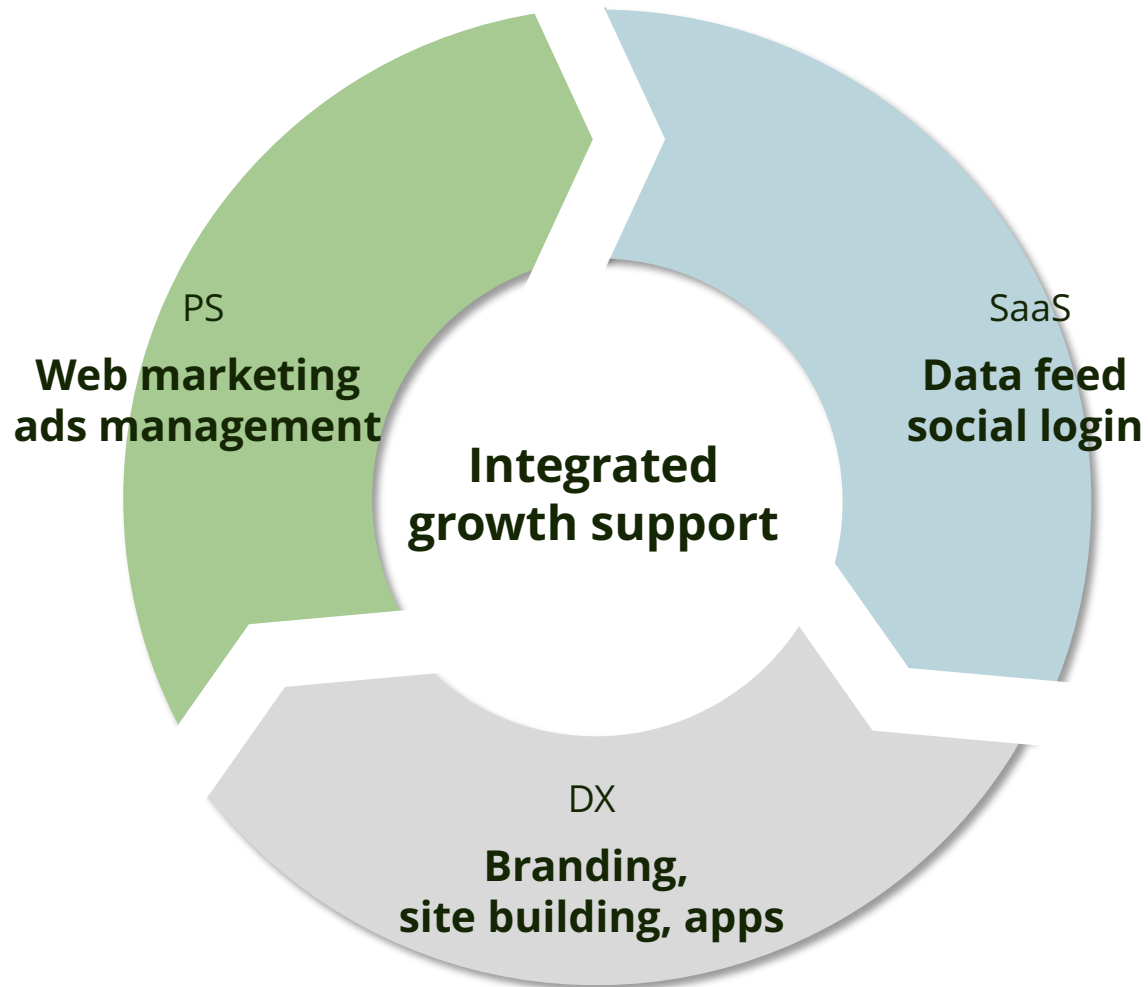 PS
Web marketing
ads management
SaaS
Data feed
social login
Integrated
growth support
DX
Branding,
site building, apps